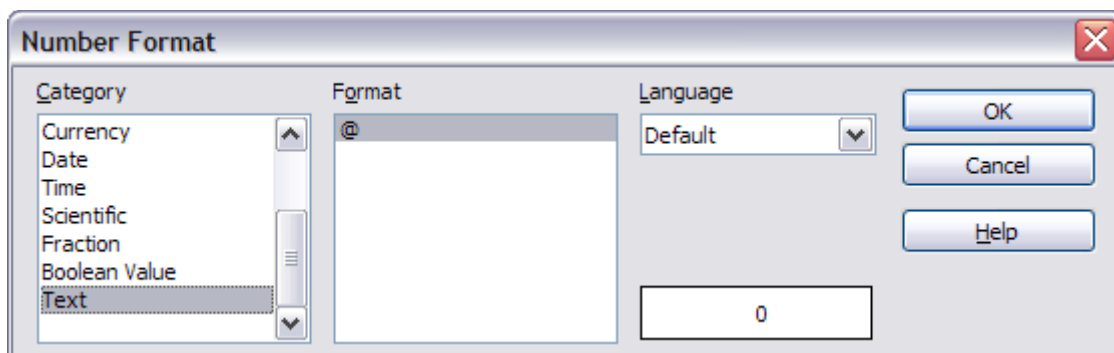 Number Format
Category
Currency
Date
Time
Scientific
Fraction
Boolean Value
Text
Format
@
Language
Default
0
OK
Cancel
Help